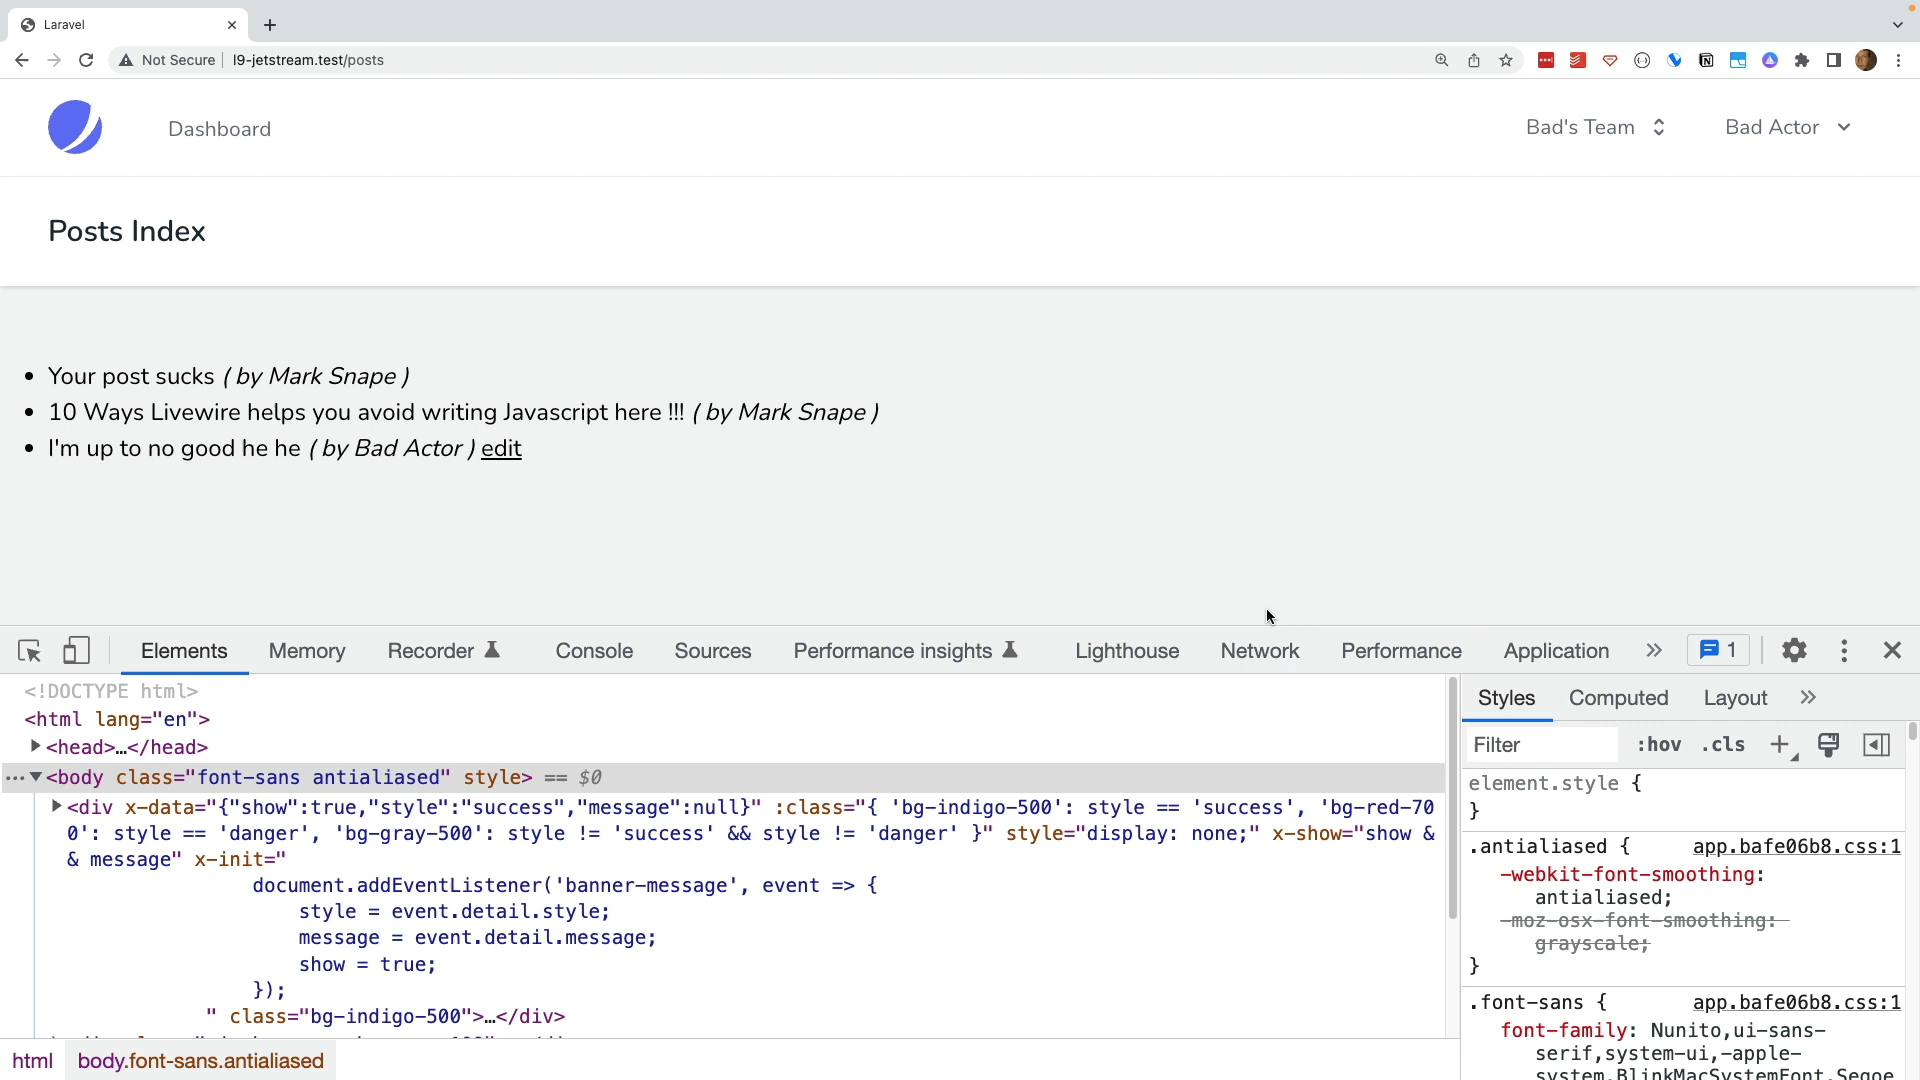 Laravel
Not Secure
l9-jetstream.test/posts
Dashboard
Bad's Team
Bad Actor
Posts Index
Your post sucks ( by Mark Snape )
10 Ways Livewire helps you avoid writing Javascript here !!! ( by Mark Snape )
I'm up to no good he he ( by Bad Actor ) edit
Elements Memory Recorder Console Sources Performance insights Lighthouse Network Performance Application 1
<!DOCTYPE html>
<html lang="en">
<head>…</head>
<body class="font-sans antialiased" style> == $0
<div x-data="{"show":true,"style":"success","message":null}" :class="{ 'bg-indigo-500': style == 'success', 'bg-red-70
0': style == 'danger', 'bg-gray-500': style != 'success' && style != 'danger' }" style="display: none;" x-show="show &
& message" x-init="
document.addEventListener('banner-message', event => {
style = event.detail.style;
message = event.detail.message;
show = true;
});
" class="bg-indigo-500">…</div>
html body.font-sans.antialiased
Styles Computed Layout
Filter :hov .cls
element.style {
}
.antialiased { app.bafe06b8.css:1
-webkit-font-smoothing:
antialiased;
-moz-osx-font-smoothing:
grayscale;
}
.font-sans { app.bafe06b8.css:1
font-family: Nunito,ui-sans-
serif,system-ui,-apple-
system,BlinkMacSystemFont,Segoe